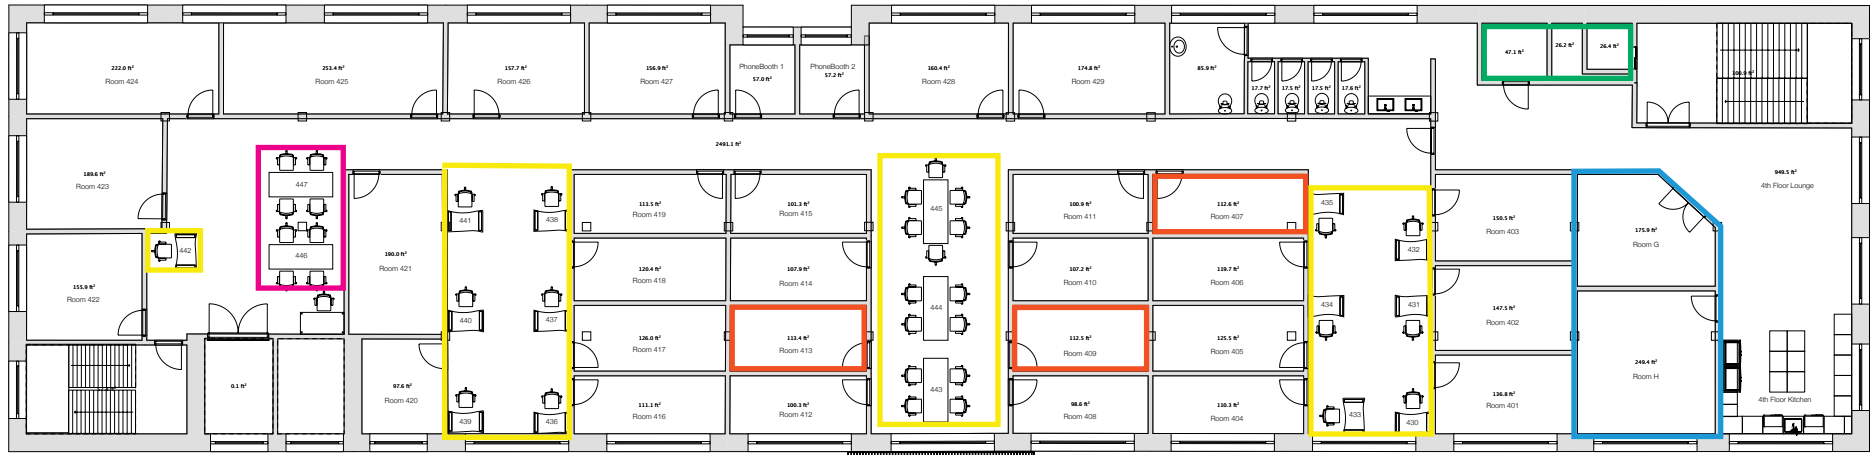 222.0 ft²
Room 424
253.4 ft²
Room 425
157.7 ft²
Room 426
156.9 ft²
Room 427
PhoneBooth 1
57.0 ft²
PhoneBooth 2
57.2 ft²
160.4 ft²
Room 428
174.8 ft²
Room 429
85.9 ft²
17.7 ft²
17.5 ft²
17.5 ft²
17.6 ft²
47.1 ft²
26.2 ft²
26.4 ft²
2491.1 ft²
189.6 ft²
Room 423
447
446
442
155.9 ft²
Room 422
190.0 ft²
Room 421
441
438
440
437
439
436
113.5 ft²
Room 419
101.3 ft²
Room 415
120.4 ft²
Room 418
107.9 ft²
Room 414
126.0 ft²
Room 417
113.4 ft²
Room 413
111.1 ft²
Room 416
100.3 ft²
Room 412
445
444
443
100.9 ft²
Room 411
112.6 ft²
Room 407
107.2 ft²
Room 410
119.7 ft²
Room 406
112.5 ft²
Room 409
125.5 ft²
Room 405
98.6 ft²
Room 408
110.3 ft²
Room 404
435
432
434
431
433
430
150.5 ft²
Room 403
147.5 ft²
Room 402
136.8 ft²
Room 401
175.9 ft²
Room G
249.4 ft²
Room H
949.5 ft²
4th Floor Lounge
4th Floor Kitchen
0.1 ft²
97.6 ft²
Room 420